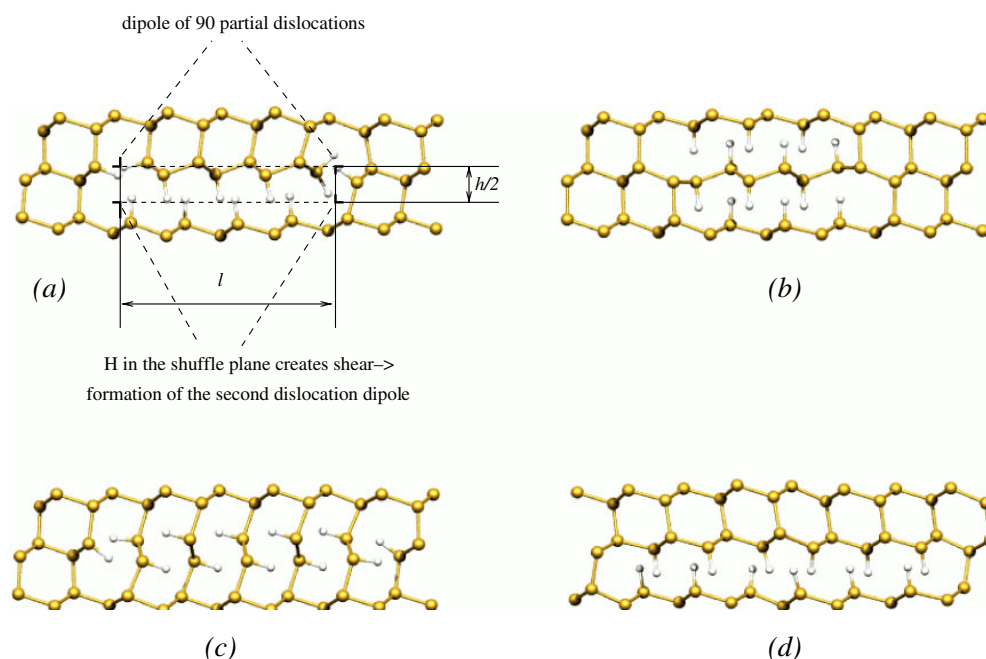 dipole of 90 partial dislocations
h/2
(a)
l
(b)
H in the shuffle plane creates shear–>
formation of the second dislocation dipole
(c)
(d)